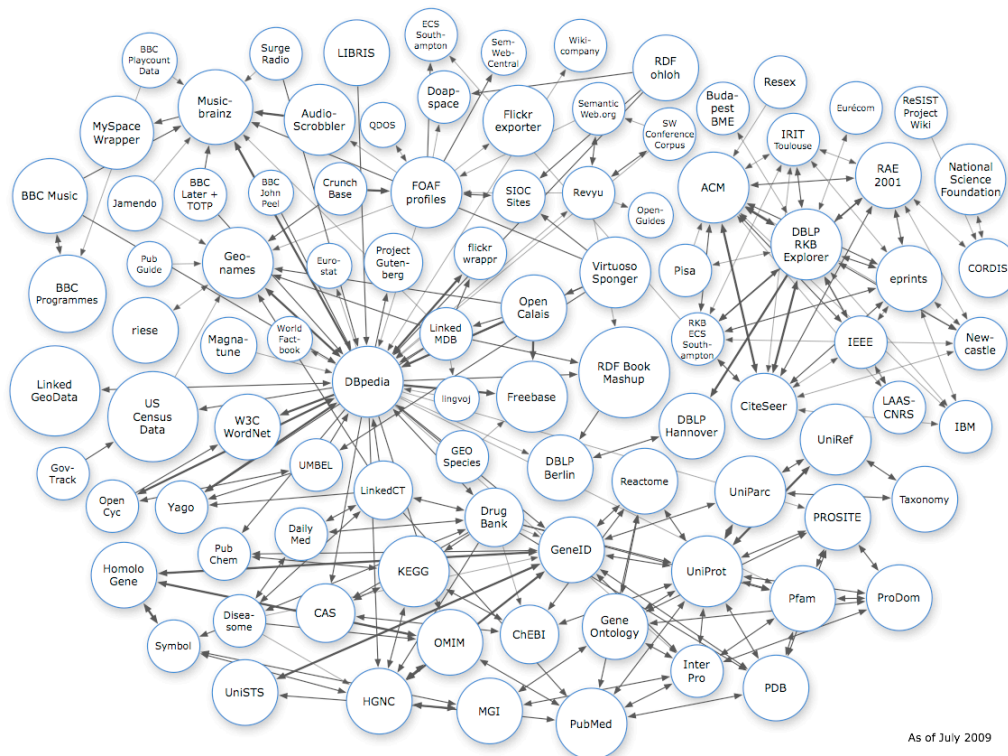 BBC
Playcount
Data
Surge
Radio
LIBRIS
ECS
South-
ampton
Sem-
Web-
Central
Wiki-
company
RDF
ohloh
Resex
Buda-
pest
BME
Eurécom
ReSIST
Project
Wiki
MySpace
Wrapper
Music-
brainz
Audio-
Scrobbler
QDOS
Doap-
space
Flickr
exporter
Semantic
Web.org
SW
Conference
Corpus
IRIT
Toulouse
RAE
2001
National
Science
Foundation
BBC Music
Jamendo
BBC
Later +
TOTP
BBC
John
Peel
Crunch
Base
FOAF
profiles
SIOC
Sites
Revyu
Open-
Guides
ACM
DBLP
RKB
Explorer
BBC
Programmes
Pub
Guide
Geo-
names
Euro-
stat
Project
Guten-
berg
flickr
wrappr
Virtuoso
Sponger
Pisa
eprints
CORDIS
riese
Magna-
tune
World
Fact-
book
Linked
MDB
Open
Calais
RKB
ECS
South-
ampton
IEEE
New-
castle
Linked
GeoData
US
Census
Data
DBpedia
lingvoj
Freebase
RDF Book
Mashup
DBLP
Hannover
CiteSeer
LAAS-
CNRS
IBM
W3C
WordNet
Gov-
Track
Open
Cyc
Yago
UMBEL
LinkedCT
GEO
Species
DBLP
Berlin
Reactome
UniParc
UniRef
Taxonomy
PROSITE
Daily
Med
Drug
Bank
Pub
Chem
Homolo
Gene
KEGG
GeneID
UniProt
Pfam
ProDom
Disea-
some
CAS
Symbol
OMIM
ChEBI
Gene
Ontology
Inter
Pro
PDB
UniSTS
HGNC
MGI
PubMed
As of July 2009